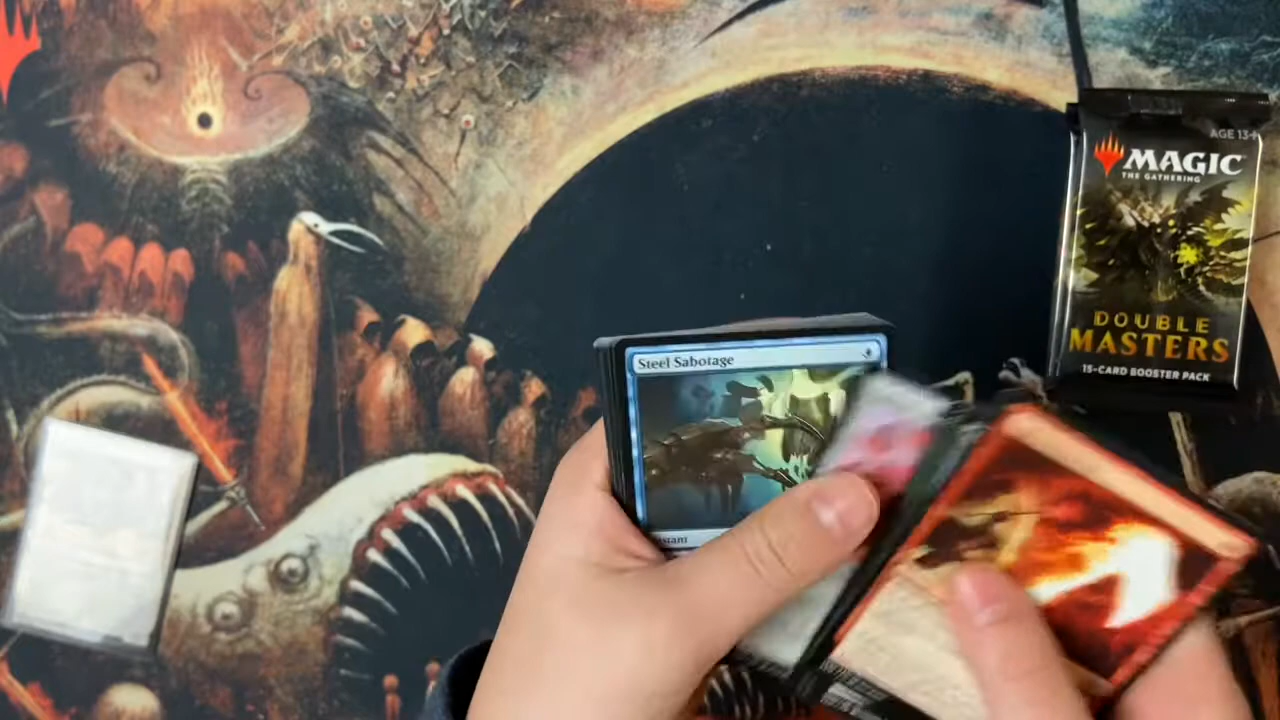 AGE 13+
MAGIC
THE GATHERING
DOUBLE
MASTERS
15-CARD BOOSTER PACK
Steel Sabotage